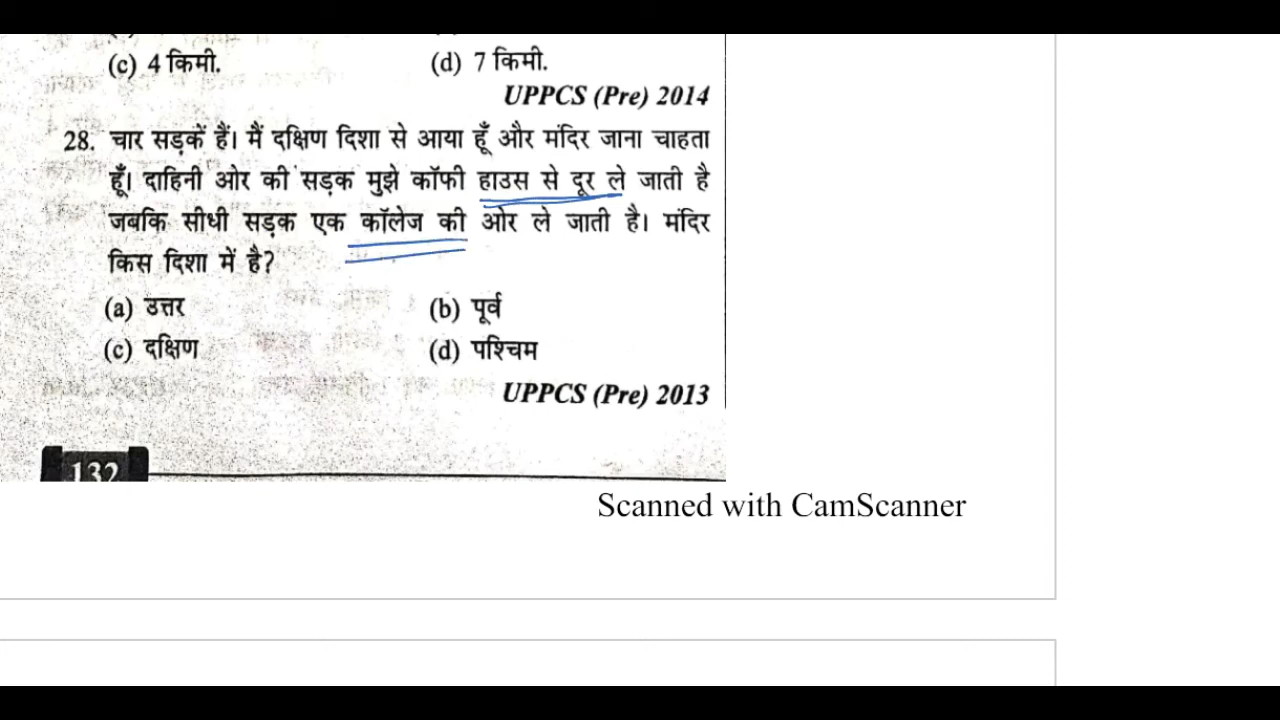 (c) 4 किमी. (d) 7 किमी.
UPPCS (Pre) 2014
28. चार सड़कें हैं। मैं दक्षिण दिशा से आया हूँ और मंदिर जाना चाहता
हूँ। दाहिनी ओर की सड़क मुझे कॉफी हाउस से दूर ले जाती है
जबकि सीधी सड़क एक कॉलेज की ओर ले जाती है। मंदिर
किस दिशा में है?
(a) उत्तर (b) पूर्व
(c) दक्षिण (d) पश्चिम
UPPCS (Pre) 2013
132
Scanned with CamScanner